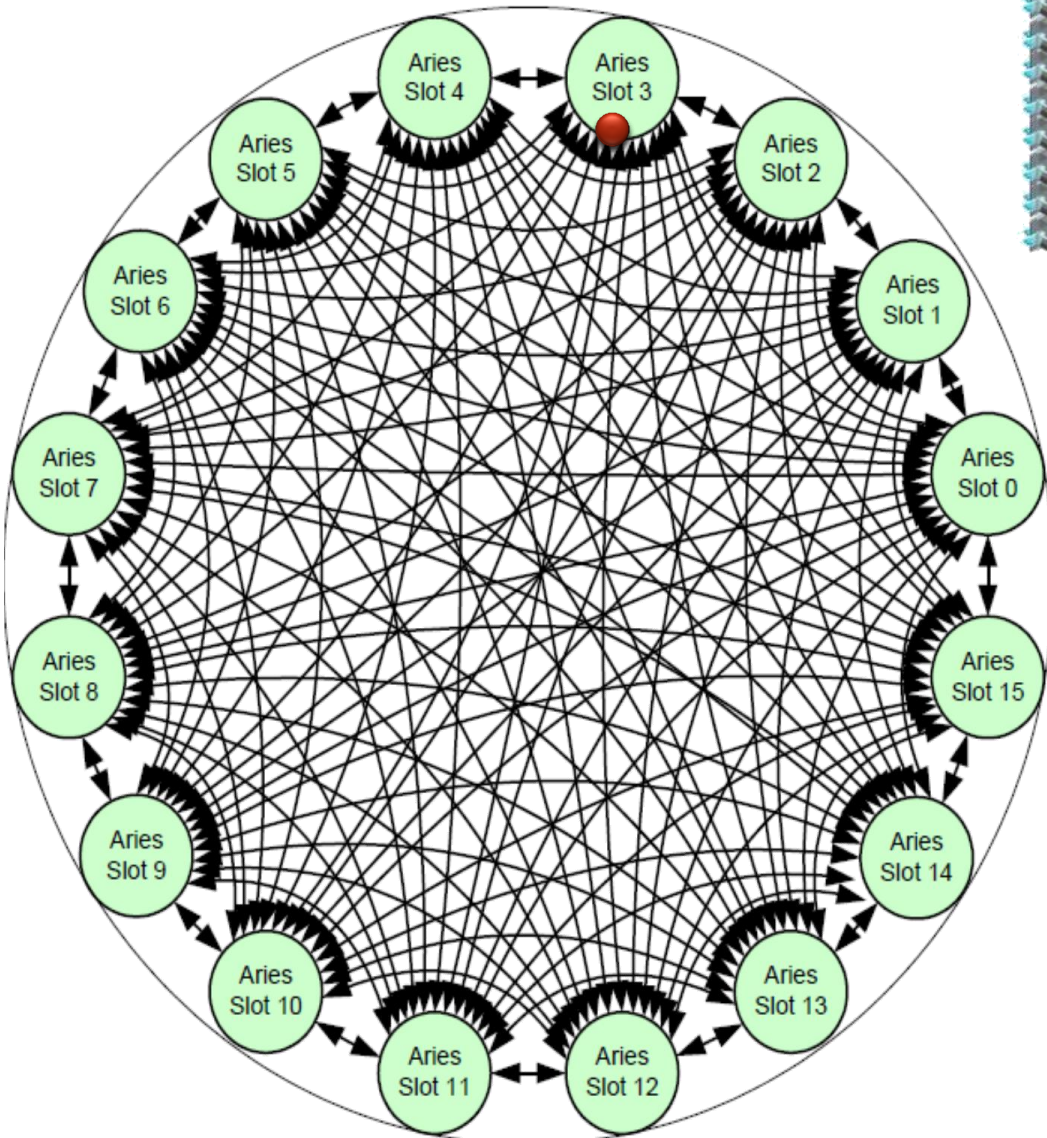 Aries
Slot 4
Aries
Slot 3
Aries
Slot 5
Aries
Slot 2
Aries
Slot 6
Aries
Slot 1
Aries
Slot 7
Aries
Slot 0
Aries
Slot 8
Aries
Slot 15
Aries
Slot 9
Aries
Slot 14
Aries
Slot 10
Aries
Slot 13
Aries
Slot 11
Aries
Slot 12